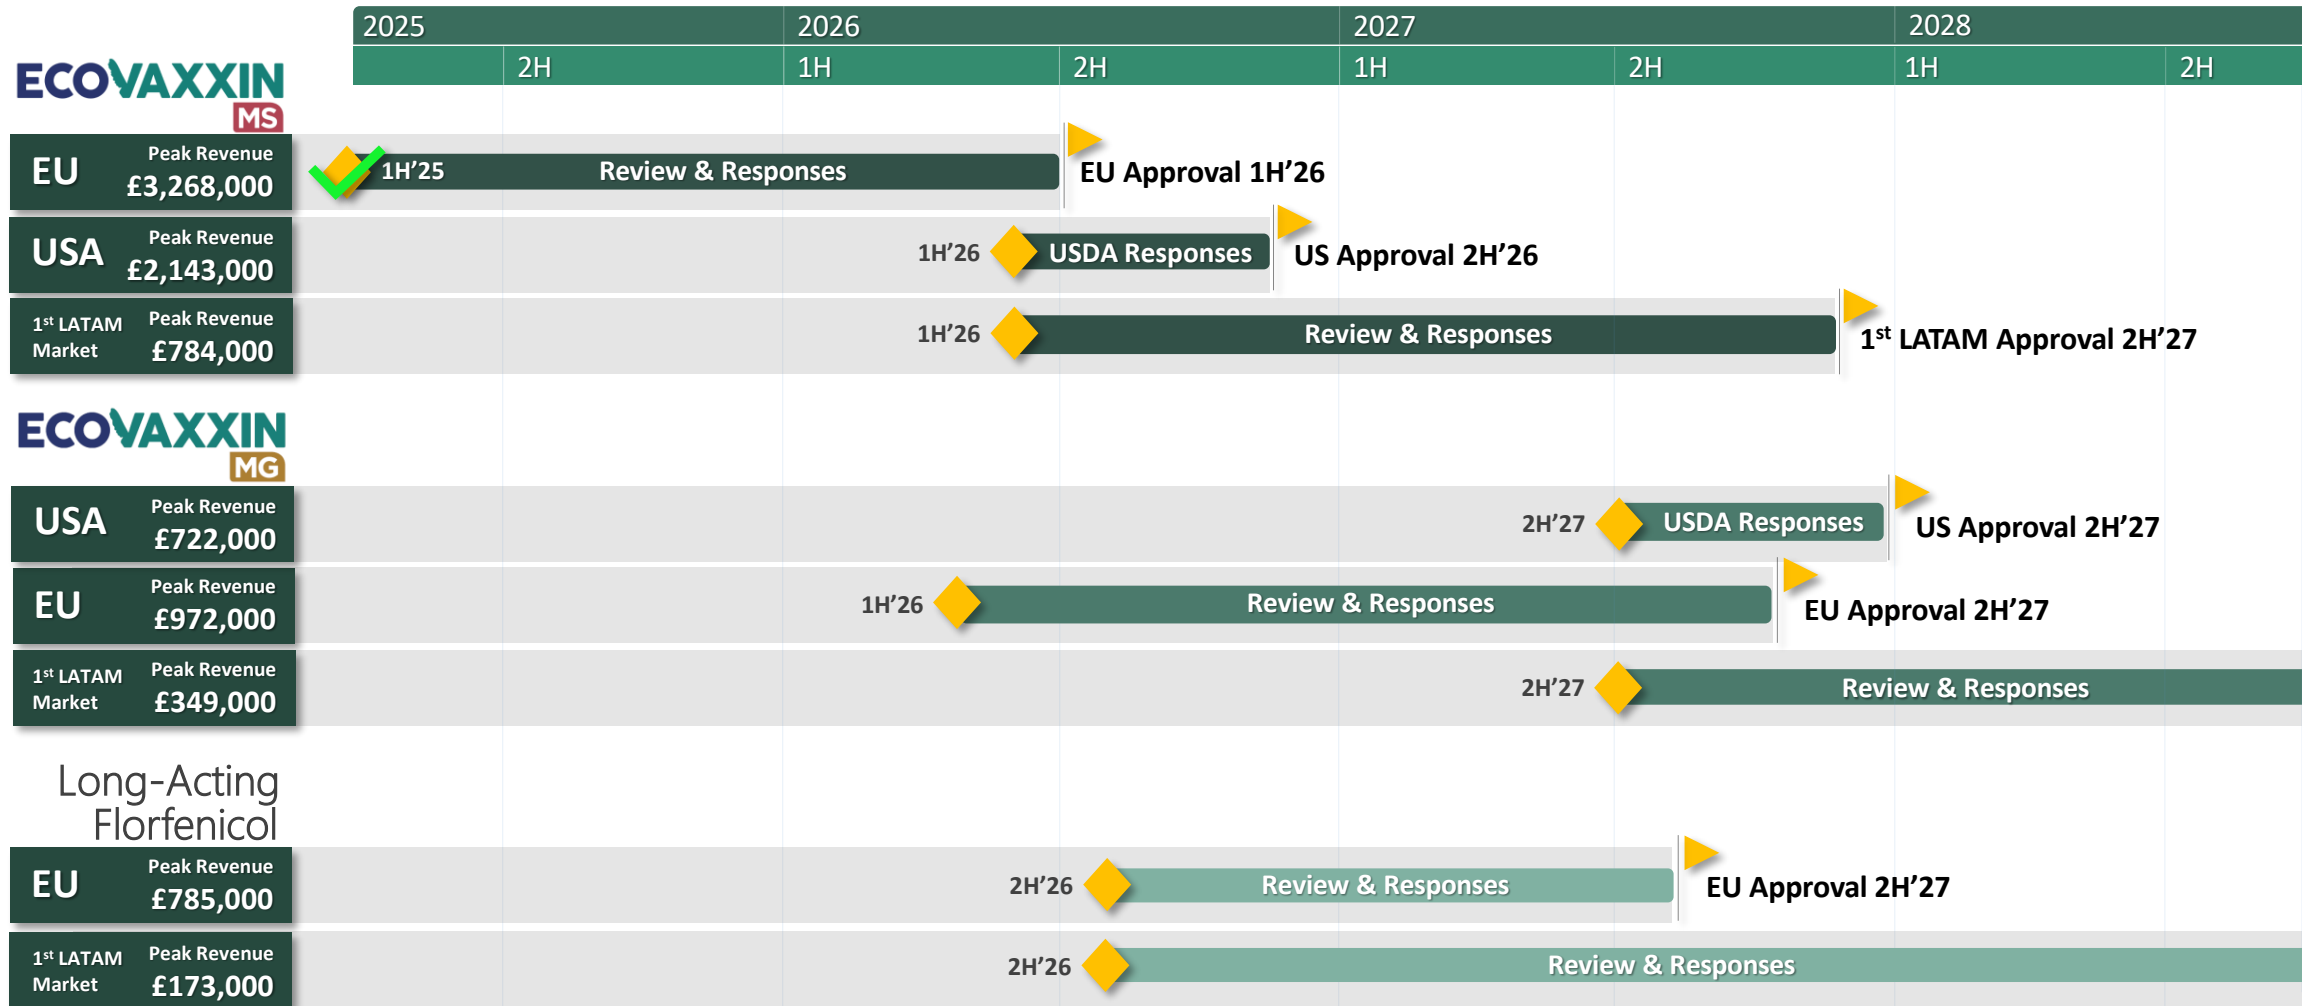 2025 2026 2027 2028
2H 1H 2H 1H 2H 1H 2H
ECOVAXXIN
MS
EU Peak Revenue £3,268,000 1H'25 Review & Responses EU Approval 1H'26
USA Peak Revenue £2,143,000 1H'26 USDA Responses US Approval 2H'26
1st LATAM Market Peak Revenue £784,000 1H'26 Review & Responses 1st LATAM Approval 2H'27
ECOVAXXIN
MG
USA Peak Revenue £722,000 2H'27 USDA Responses US Approval 2H'27
EU Peak Revenue £972,000 1H'26 Review & Responses EU Approval 2H'27
1st LATAM Market Peak Revenue £349,000 2H'27 Review & Responses
Long-Acting
Florfenicol
EU Peak Revenue £785,000 2H'26 Review & Responses EU Approval 2H'27
1st LATAM Market Peak Revenue £173,000 2H'26 Review & Responses